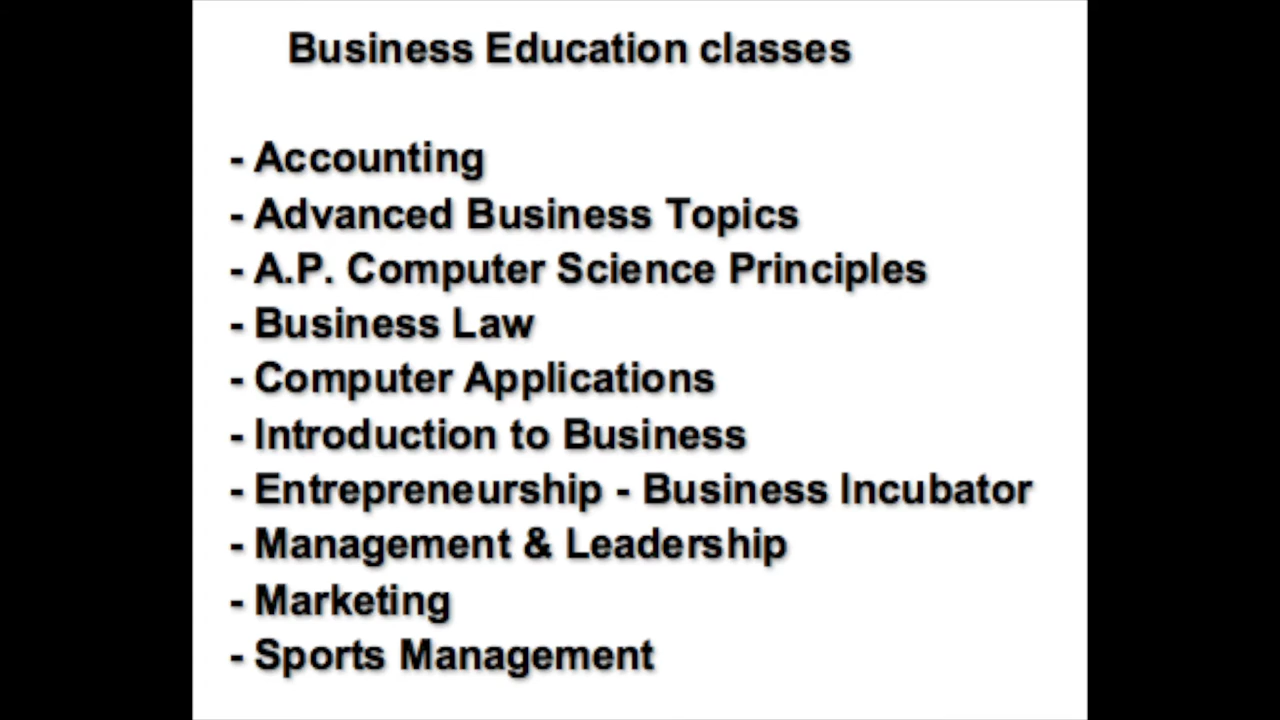 Business Education classes
- Accounting
- Advanced Business Topics
- A.P. Computer Science Principles
- Business Law
- Computer Applications
- Introduction to Business
- Entrepreneurship - Business Incubator
- Management & Leadership
- Marketing
- Sports Management